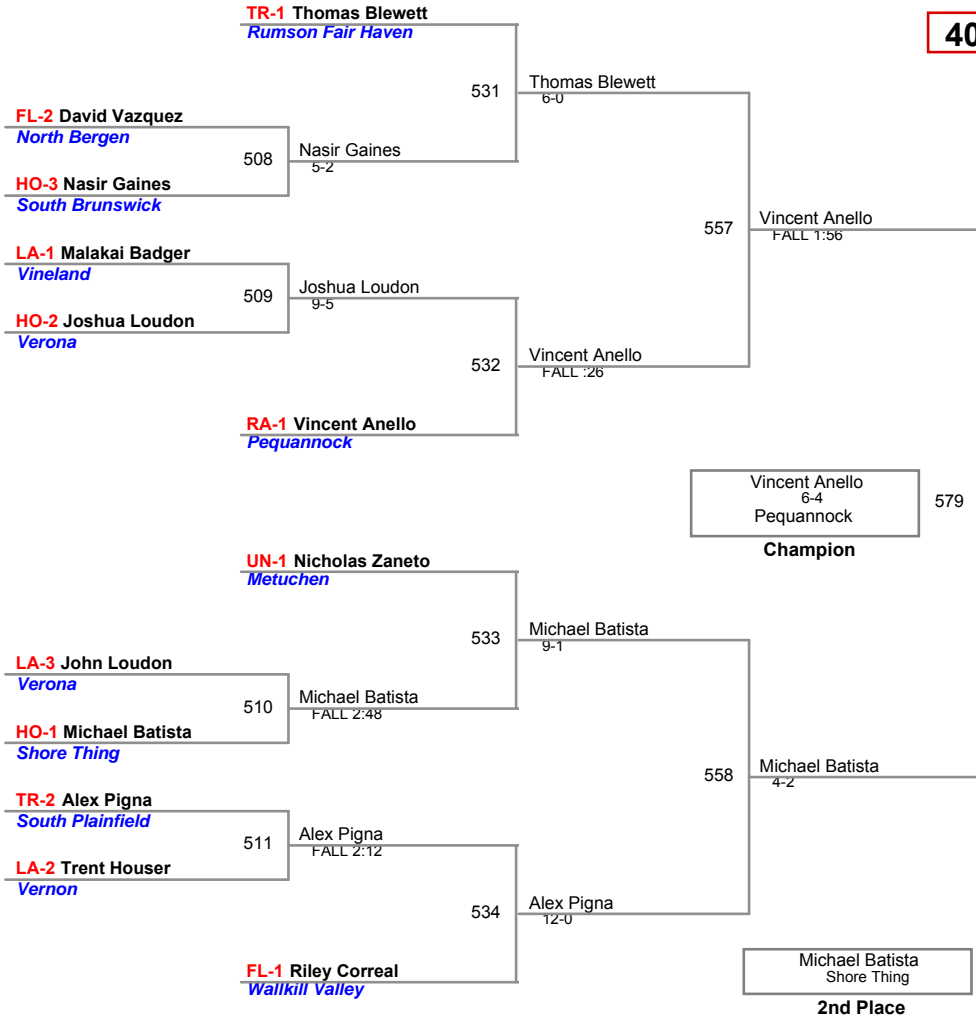 TR-1 Thomas Blewett
Rumson Fair Haven
40
531
Thomas Blewett
6-0
FL-2 David Vazquez
North Bergen
508
Nasir Gaines
5-2
HO-3 Nasir Gaines
South Brunswick
557
Vincent Anello
FALL 1:56
LA-1 Malakai Badger
Vineland
509
Joshua Loudon
9-5
HO-2 Joshua Loudon
Verona
532
Vincent Anello
FALL :26
RA-1 Vincent Anello
Pequannock
Vincent Anello
6-4
Pequannock
579
Champion
UN-1 Nicholas Zaneto
Metuchen
533
Michael Batista
9-1
LA-3 John Loudon
Verona
510
Michael Batista
FALL 2:48
HO-1 Michael Batista
Shore Thing
558
Michael Batista
4-2
TR-2 Alex Pigna
South Plainfield
511
Alex Pigna
FALL 2:12
LA-2 Trent Houser
Vernon
534
Alex Pigna
12-0
FL-1 Riley Correal
Wallkill Valley
Michael Batista
Shore Thing
2nd Place